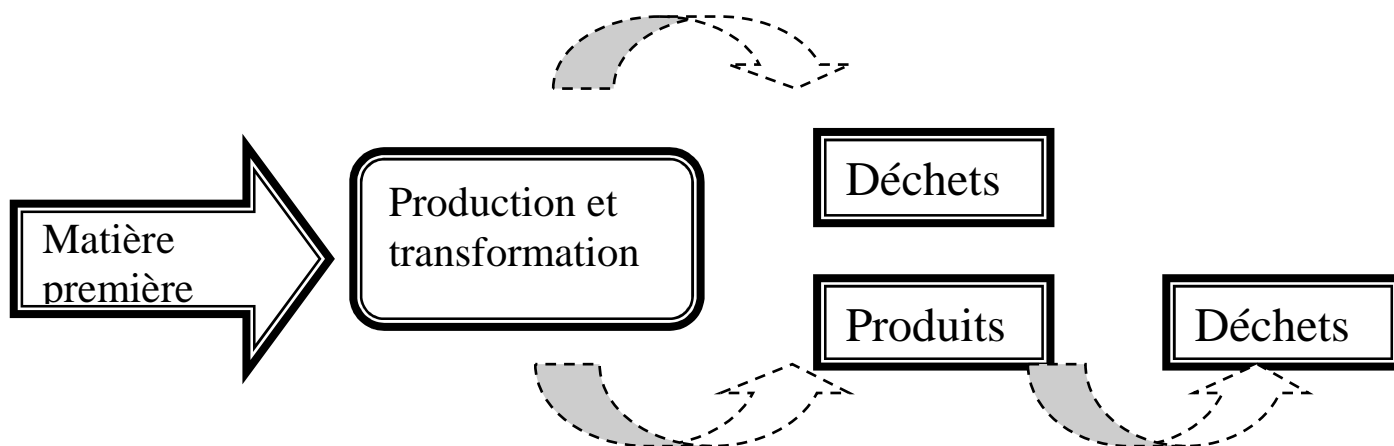 Matière
première
Production et
transformation
Déchets
Produits
Déchets